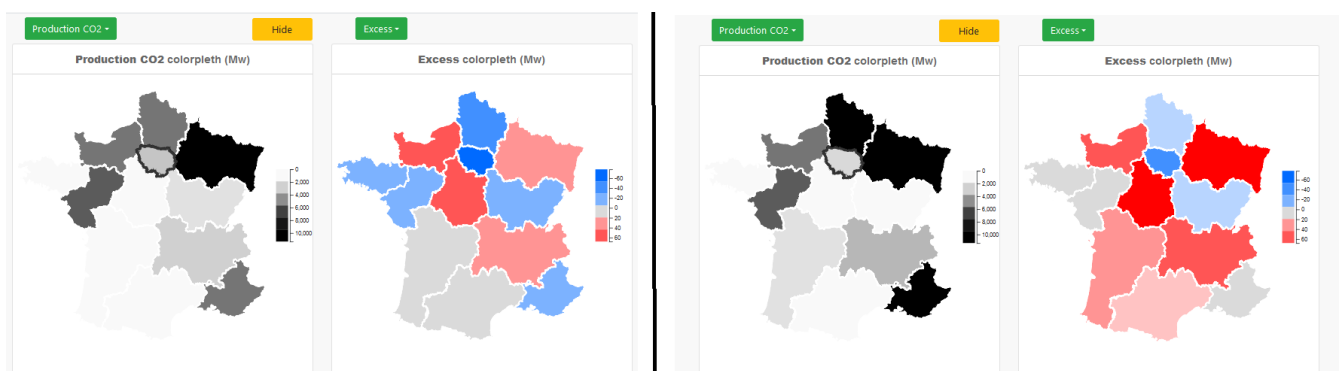 Production CO2
Hide
Excess
Production CO2 colorpleth (Mw)
Excess colorpleth (Mw)
0
2,000
4,000
6,000
8,000
10,000
-60
-40
-20
0
20
40
60
Production CO2
Hide
Excess
Production CO2 colorpleth (Mw)
Excess colorpleth (Mw)
0
2,000
4,000
6,000
8,000
10,000
-60
-40
-20
0
20
40
60